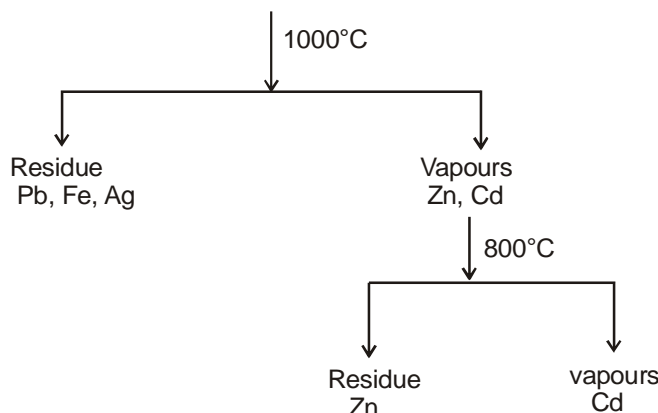 1000°C
Residue
Pb, Fe, Ag
Vapours
Zn, Cd
800°C
Residue
Zn
vapours
Cd